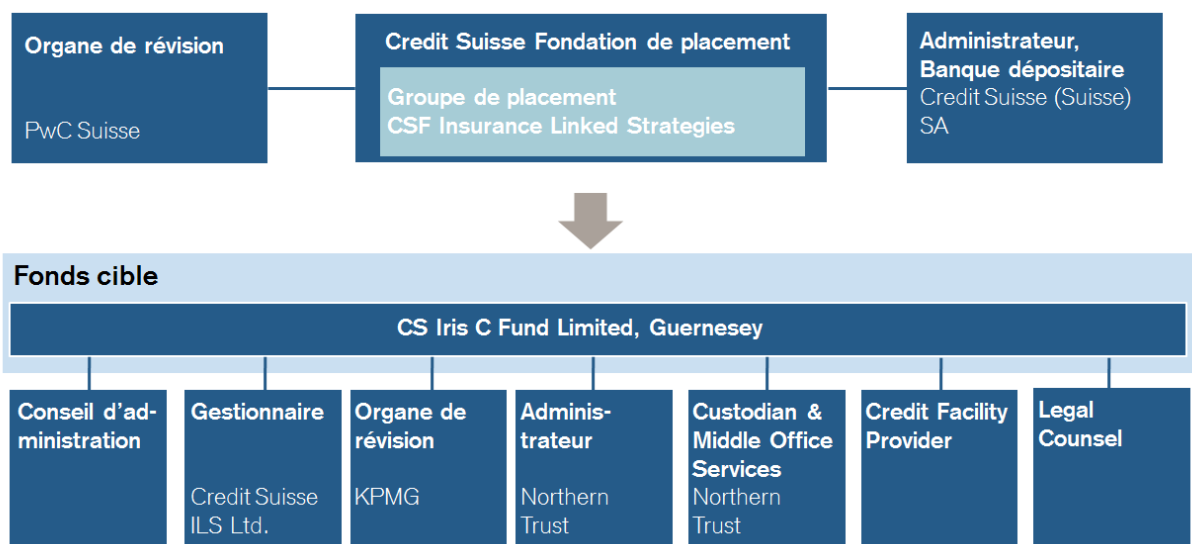 Organe de révision
PwC Suisse
Credit Suisse Fondation de placement
Groupe de placement
CSF Insurance Linked Strategies
Administrateur,
Banque dépositaire
Credit Suisse (Suisse)
SA
Fonds cible
CS Iris C Fund Limited, Guernesey
Conseil d'ad-
ministration
Gestionnaire
Credit Suisse
ILS Ltd.
Organe de
révision
KPMG
Adminis-
trateur
Northern
Trust
Custodian &
Middle Office
Services
Northern
Trust
Credit Facility
Provider
Legal
Counsel